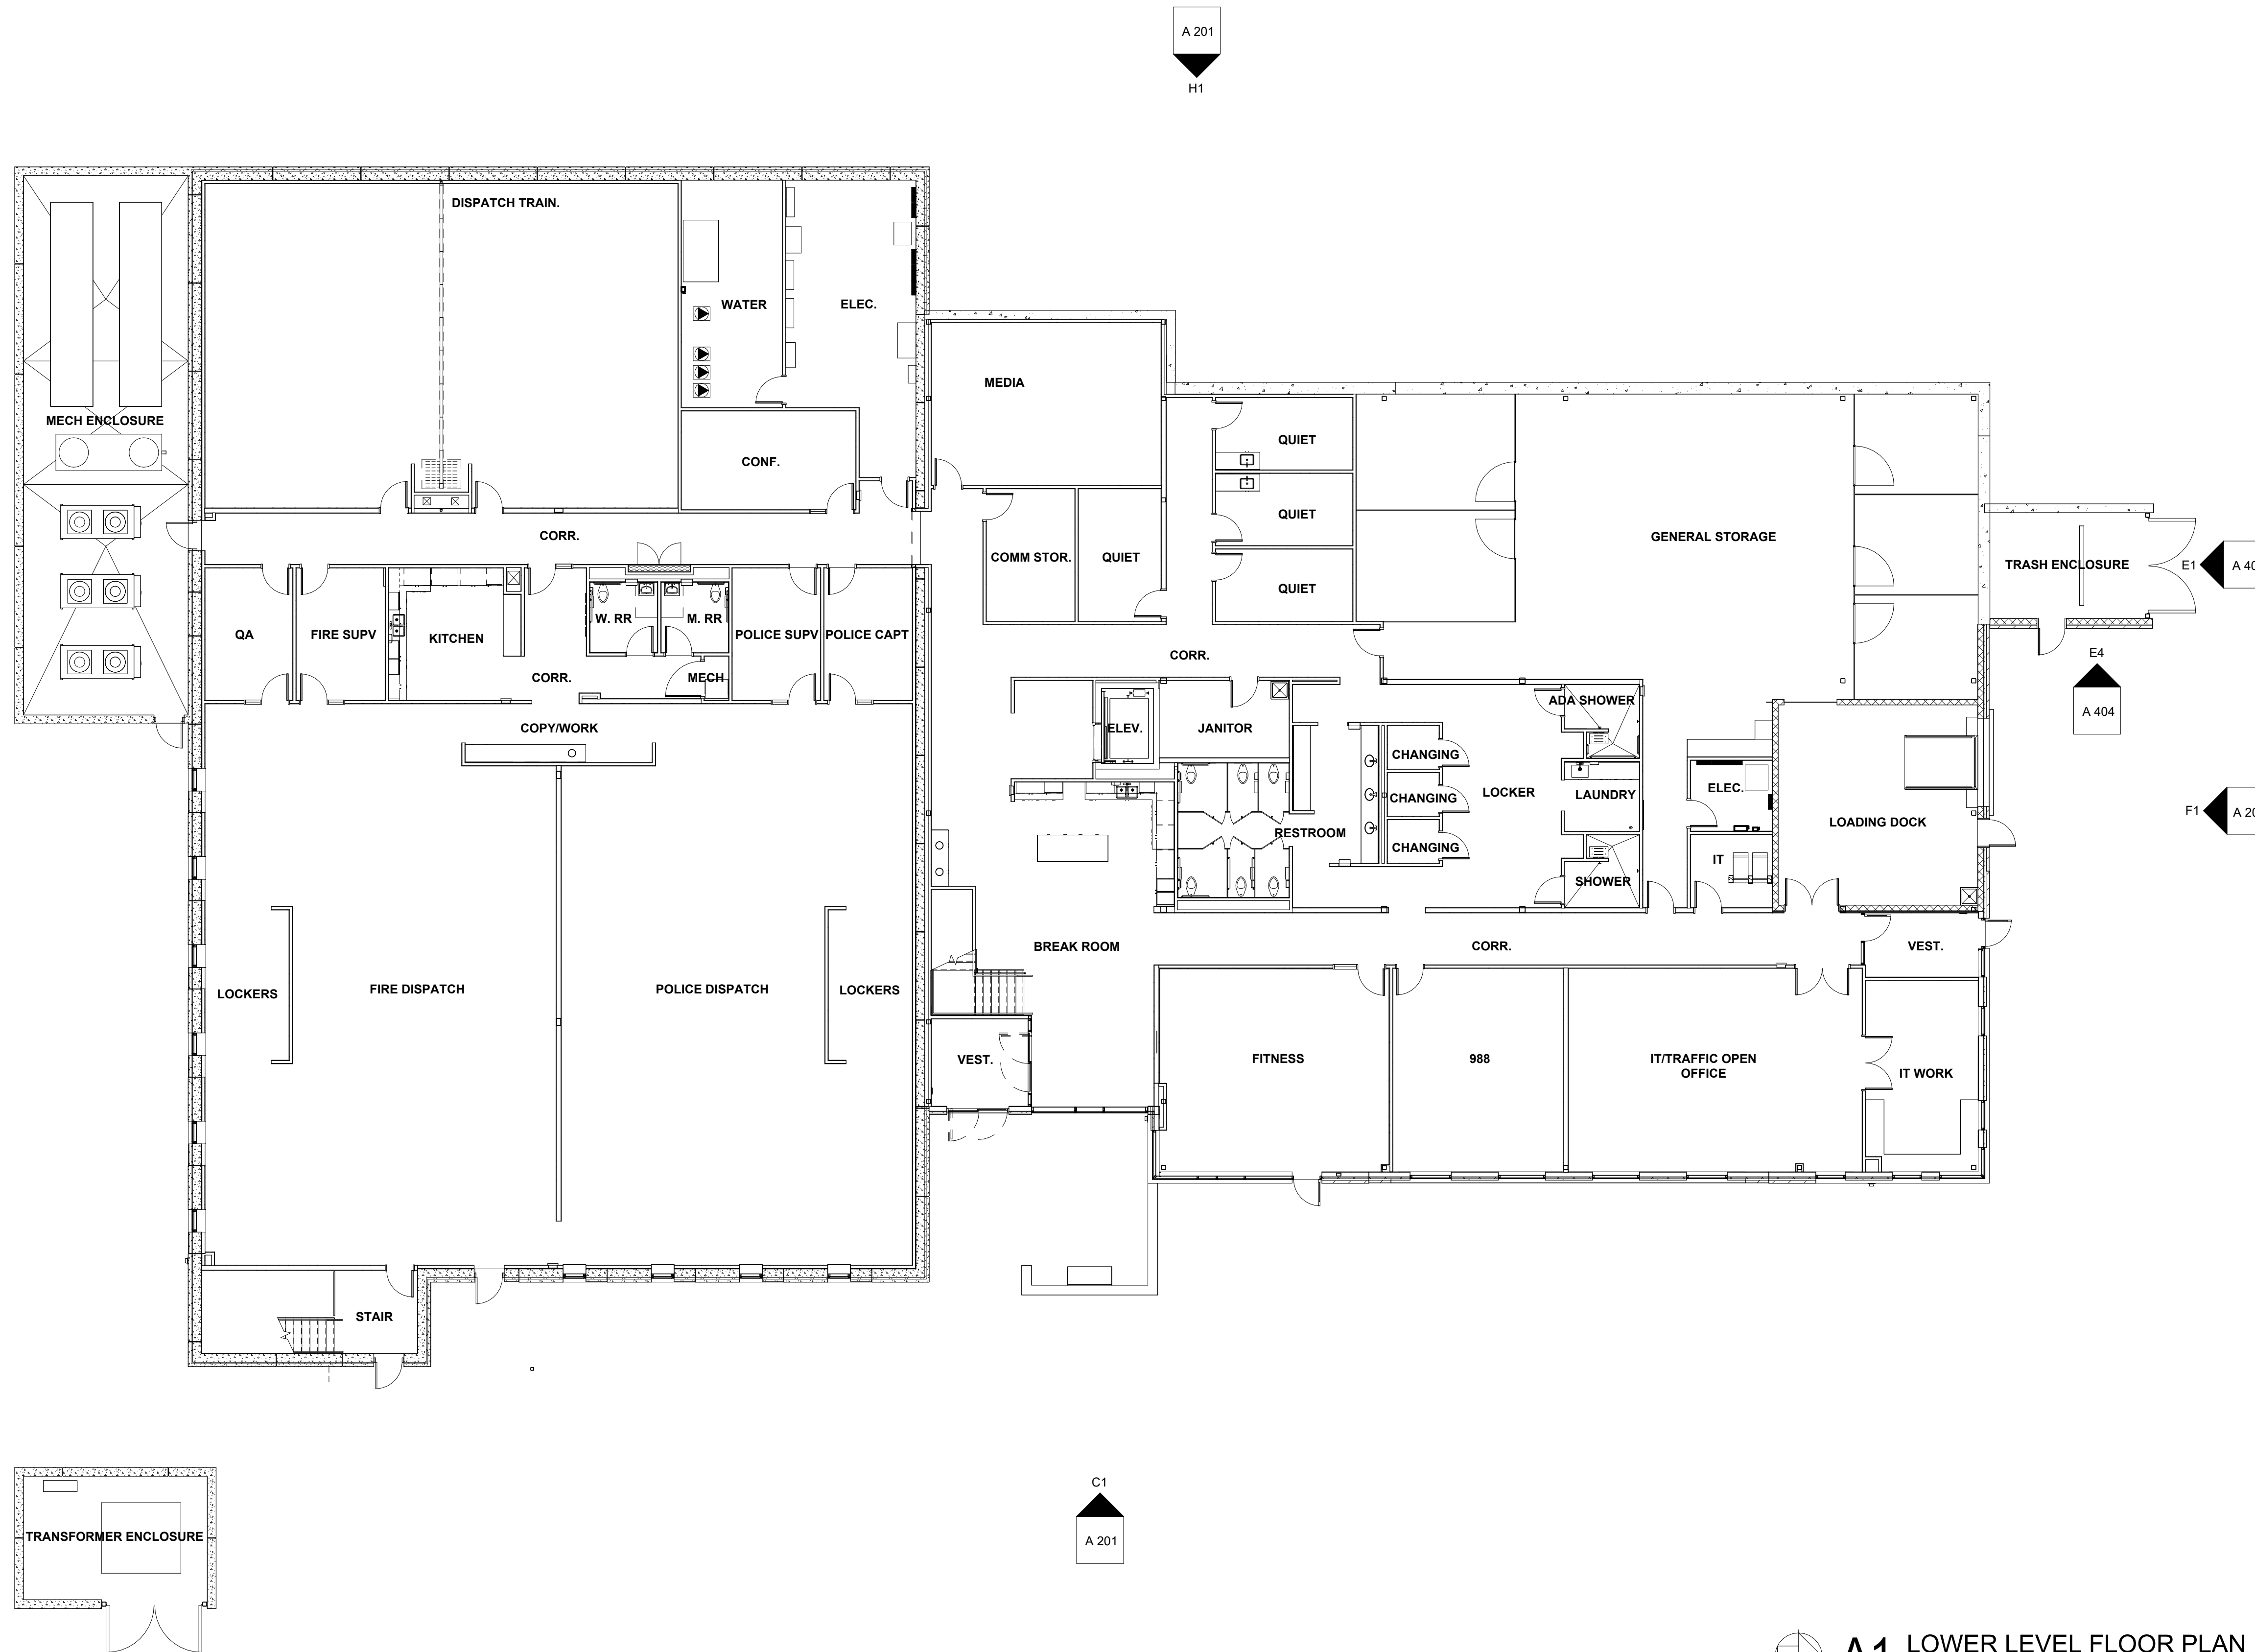 A 201
H1
DISPATCH TRAIN.
WATER
ELEC.
MEDIA
MECH ENCLOSURE
CONF.
QUIET
QUIET
CORR.
GENERAL STORAGE
COMM STOR.
QUIET
TRASH ENCLOSURE
E1
QUIET
W. RR
M. RR
QA
FIRE SUPV
KITCHEN
POLICE SUPV
POLICE CAPT
CORR.
E4
CORR.
MECH
ADA SHOWER
A 404
COPY/WORK
ELEV.
JANITOR
CHANGING
ELEC.
CHANGING
LOCKER
LAUNDRY
F1
LOADING DOCK
RESTROOM
CHANGING
IT
SHOWER
BREAK ROOM
CORR.
VEST.
LOCKERS
FIRE DISPATCH
POLICE DISPATCH
LOCKERS
VEST.
FITNESS
988
IT/TRAFFIC OPEN
OFFICE
IT WORK
STAIR
C1
TRANSFORMER ENCLOSURE
A 201
LOWER LEVEL FLOOR PLAN